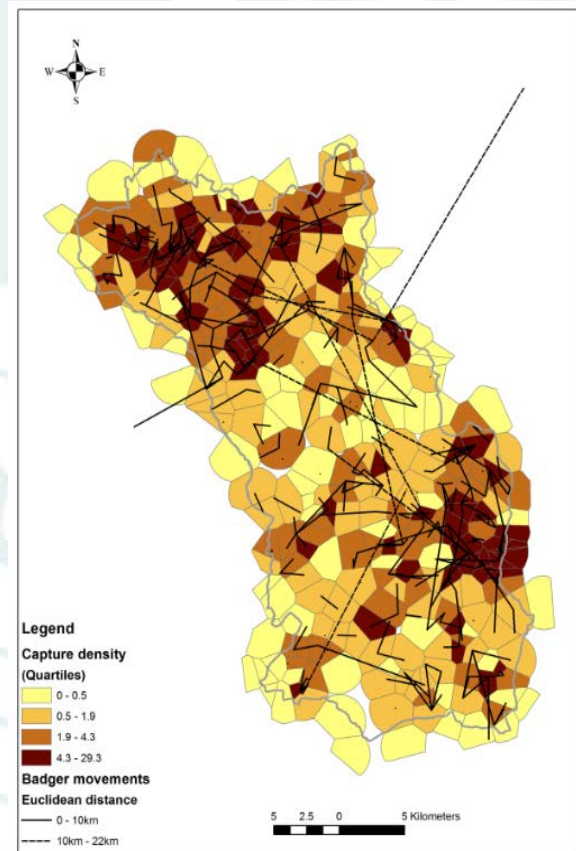 N
W E
S
Legend
Capture density
(Quartiles)
0 - 0.5
0.5 - 1.9
1.9 - 4.3
4.3 - 29.3
Badger movements
Euclidean distance
0 - 10km
10km - 22km
5 2.5 0 5 Kilometers